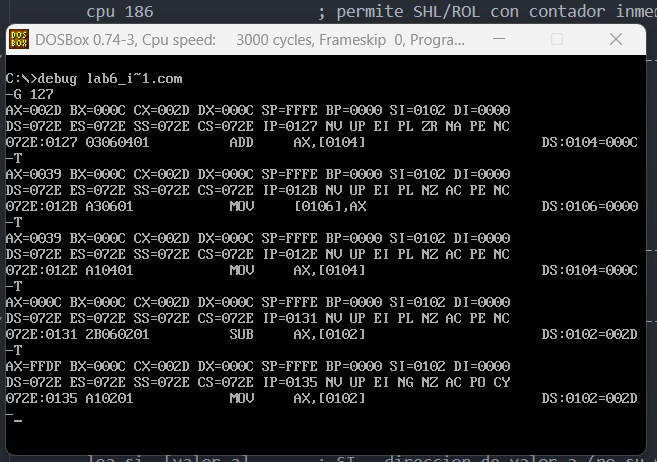 cpu 186 ; permite SHL/ROL con contador inme
DOSBox 0.74-3, Cpu speed: 3000 cycles, Frameskip 0, Progra...
C:\>debug lab6_i~1.com
-G 127
AX=002D BX=000C CX=002D DX=000C SP=FFFE BP=0000 SI=0102 DI=0000
DS=072E ES=072E SS=072E CS=072E IP=0127 NV UP EI PL ZR NA PE NC
072E:0127 03060401 ADD AX,[0104] DS:0104=000C
-T
AX=0039 BX=000C CX=002D DX=000C SP=FFFE BP=0000 SI=0102 DI=0000
DS=072E ES=072E SS=072E CS=072E IP=012B NV UP EI PL NZ AC PE NC
072E:012B A30601 MOV [0106],AX DS:0106=0000
-T
AX=0039 BX=000C CX=002D DX=000C SP=FFFE BP=0000 SI=0102 DI=0000
DS=072E ES=072E SS=072E CS=072E IP=012E NV UP EI PL NZ AC PE NC
072E:012E A10401 MOV AX,[0104] DS:0104=000C
-T
AX=000C BX=000C CX=002D DX=000C SP=FFFE BP=0000 SI=0102 DI=0000
DS=072E ES=072E SS=072E CS=072E IP=0131 NV UP EI PL NZ AC PE NC
072E:0131 2B060201 SUB AX,[0102] DS:0102=002D
-T
AX=FFDF BX=000C CX=002D DX=000C SP=FFFE BP=0000 SI=0102 DI=0000
DS=072E ES=072E SS=072E CS=072E IP=0135 NV UP EI NG NZ AC PO CY
072E:0135 A10201 MOV AX,[0102] DS:0102=002D
-_